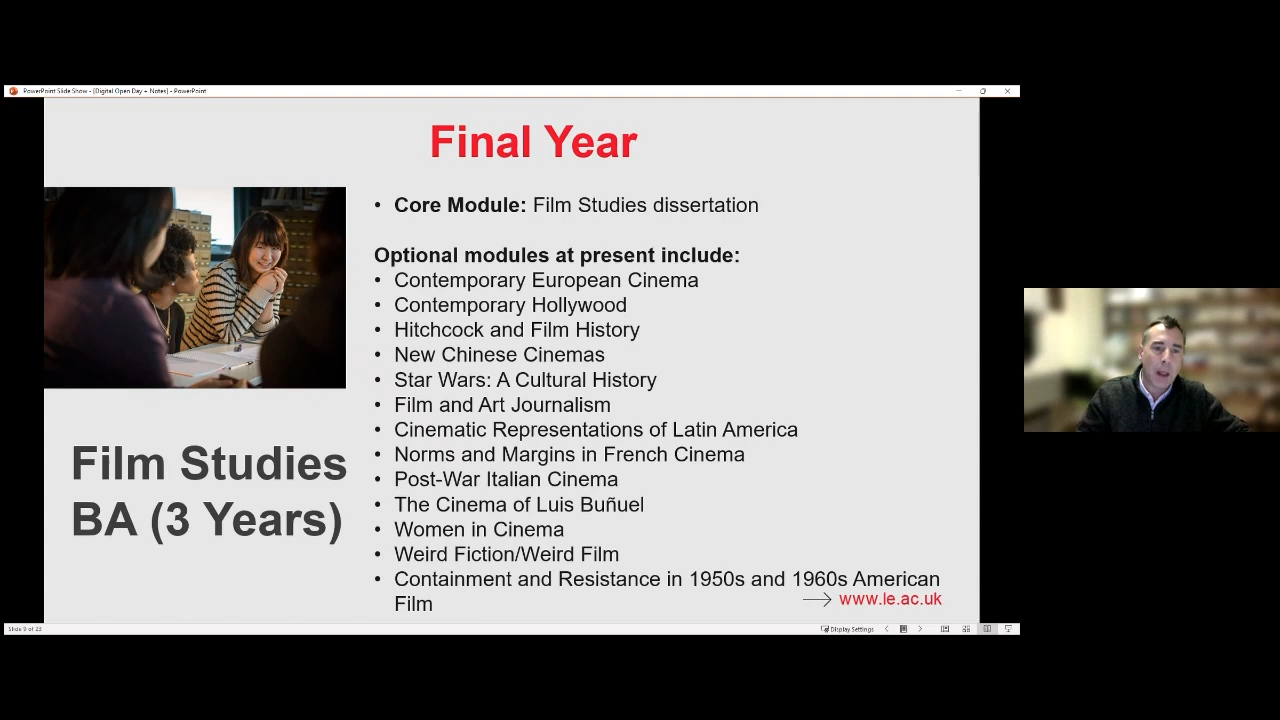 PowerPoint Slide Show - [Digital Open Day + Notes] - PowerPoint
Final Year
• Core Module: Film Studies dissertation
Optional modules at present include:
• Contemporary European Cinema
• Contemporary Hollywood
• Hitchcock and Film History
• New Chinese Cinemas
• Star Wars: A Cultural History
• Film and Art Journalism
• Cinematic Representations of Latin America
• Norms and Margins in French Cinema
• Post-War Italian Cinema
• The Cinema of Luis Buñuel
• Women in Cinema
• Weird Fiction/Weird Film
• Containment and Resistance in 1950s and 1960s American
Film
Film Studies
BA (3 Years)
www.le.ac.uk
Slide 9 of 23
Display Settings